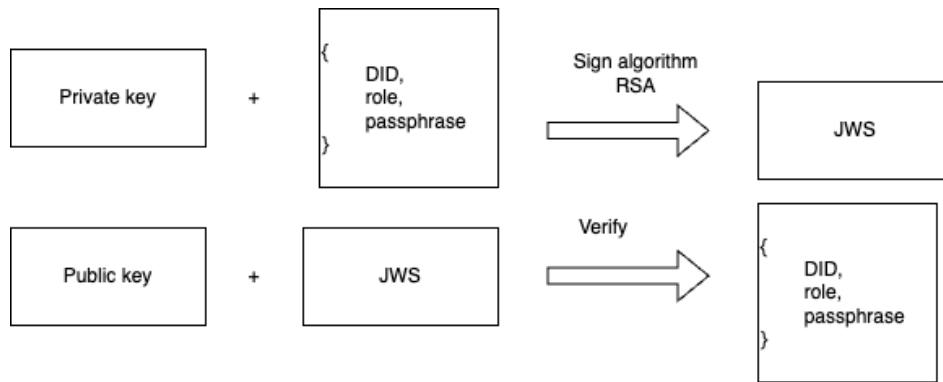 Private key
+
{
DID,
role,
passphrase
}
Sign algorithm
RSA
JWS
Public key
+
JWS
Verify
{
DID,
role,
passphrase
}